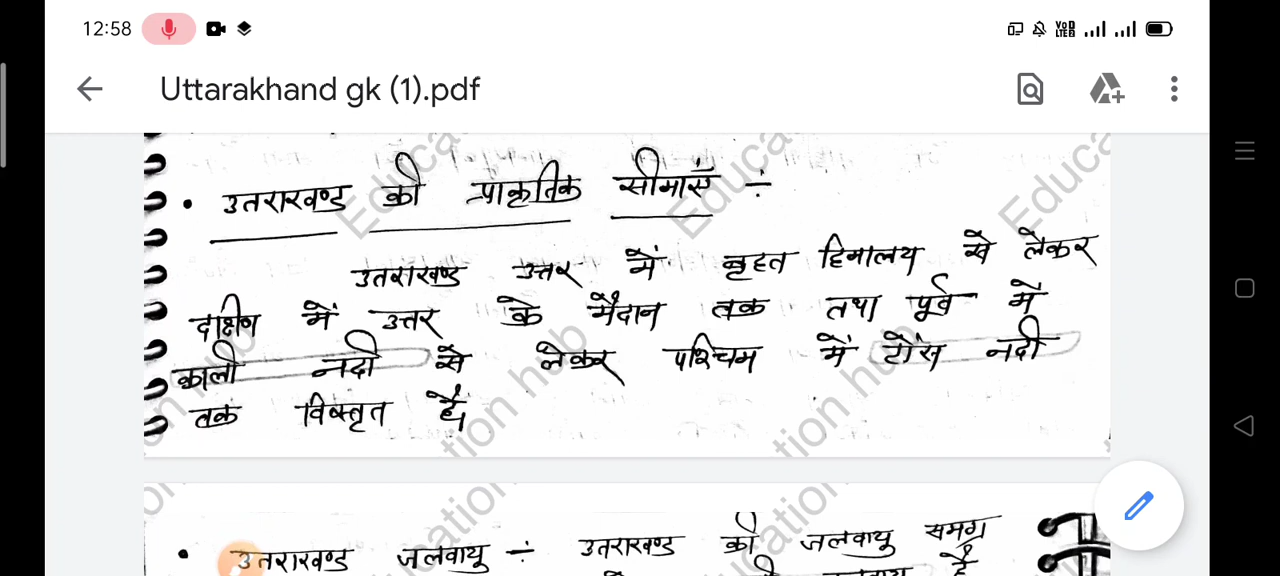 12:58
Uttarakhand gk (1).pdf
• उत्तराखण्ड की प्राकृतिक सीमाएँ ÷
उत्तराखण्ड उत्तर में बृहत हिमालय से लेकर
दक्षिण में उत्तर के मैदान तक तथा पूर्व में
काली नदी से लेकर पश्चिम में टौंस नदी
तक विस्तृत है।
• उत्तराखण्ड जलवायु ÷ उत्तराखण्ड की जलवायु समग्र